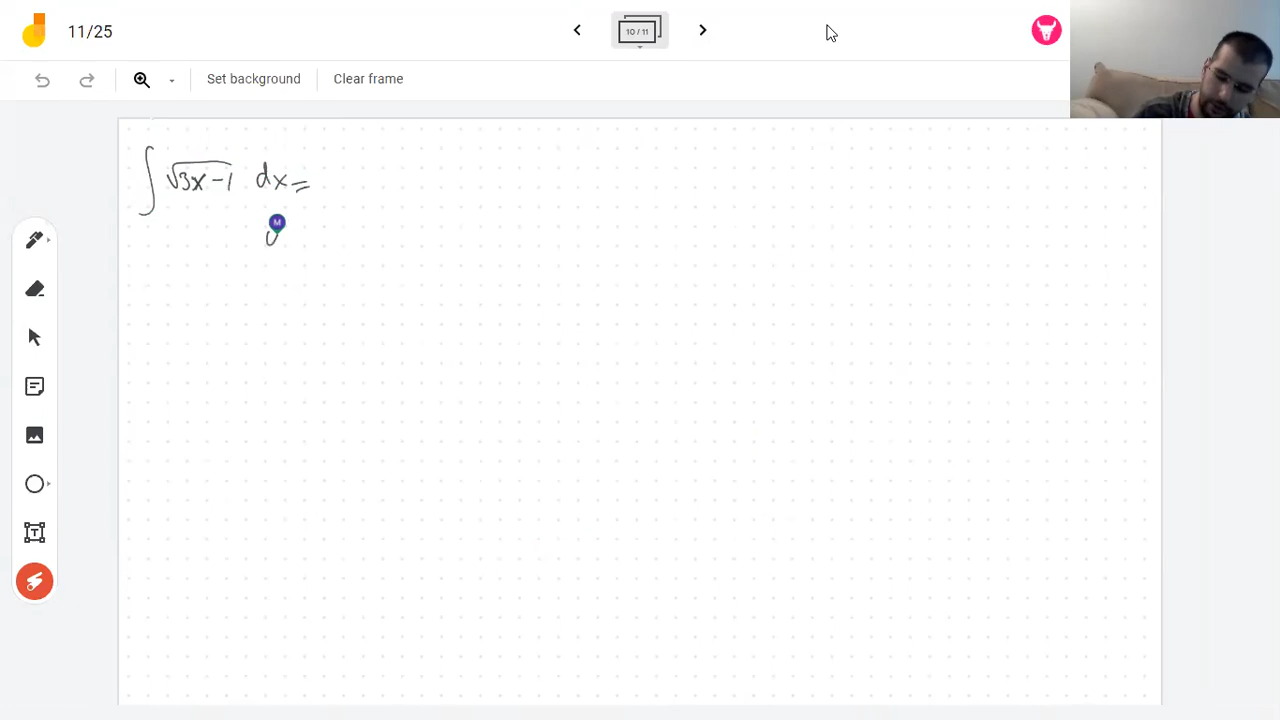 11/25
10 / 11
Set background
Clear frame
∫ √3x-1 dx =
M
u
T